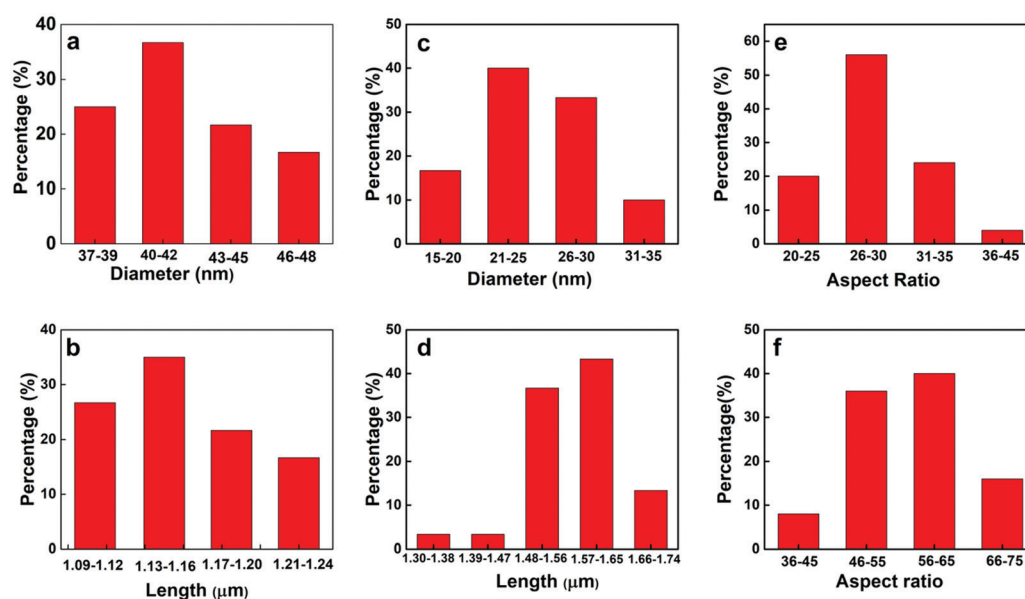 a
Percentage (%)
40
30
20
10
0
37-39 40-42 43-45 46-48
Diameter (nm)
c
Percentage (%)
50
40
30
20
10
0
15-20 21-25 26-30 31-35
Diameter (nm)
e
Percentage (%)
60
50
40
30
20
10
0
20-25 26-30 31-35 36-45
Aspect Ratio
b
Percentage (%)
40
30
20
10
0
1.09-1.12 1.13-1.16 1.17-1.20 1.21-1.24
Length (μm)
d
Percentage (%)
50
40
30
20
10
0
1.30-1.38 1.39-1.47 1.48-1.56 1.57-1.65 1.66-1.74
Length (μm)
f
Percentage(%)
50
40
30
20
10
0
36-45 46-55 56-65 66-75
Aspect ratio